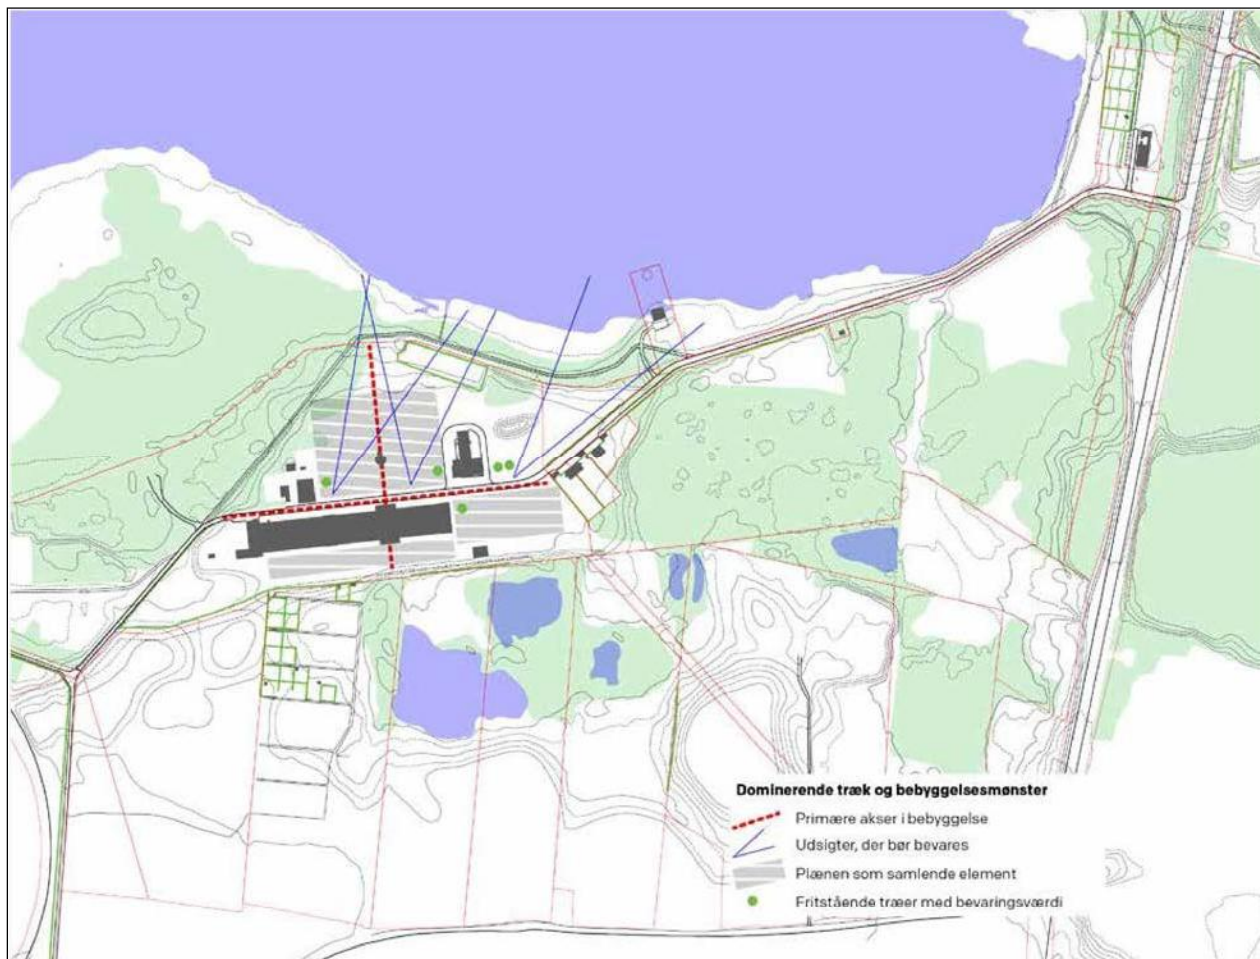 Dominerende træk og bebyggelsesmønster
Primære akser i bebyggelse
Udsigter, der bør bevares
Plænen som samlende element
Fritstående træer med bevaringsværdi